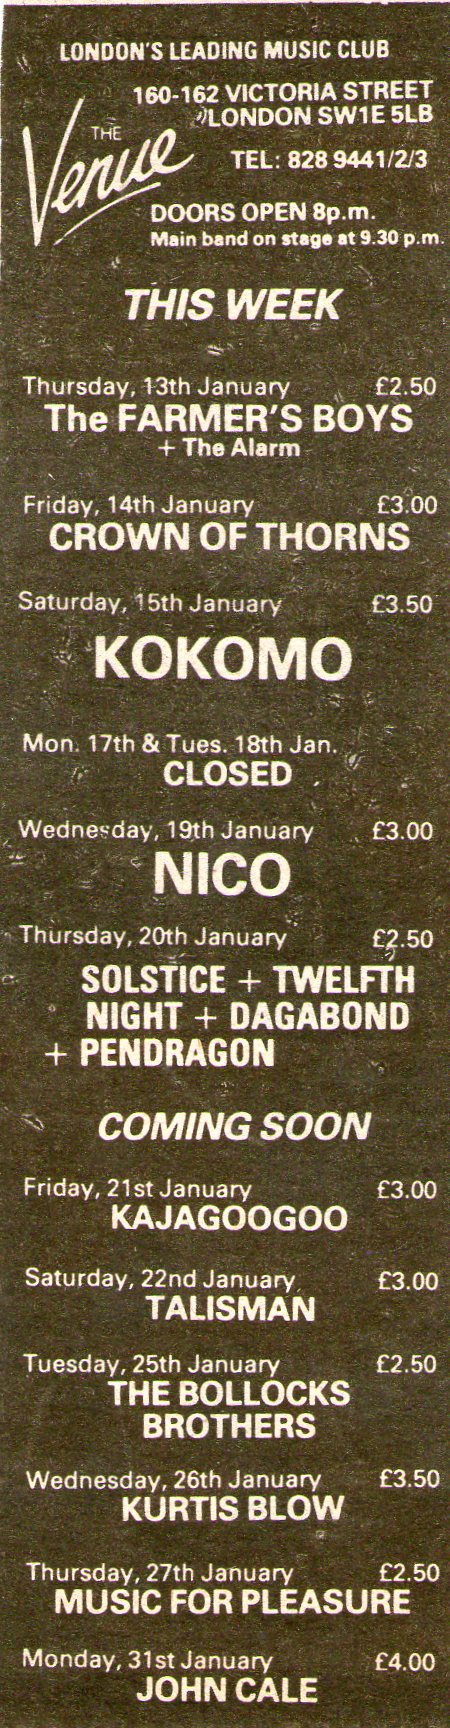 LONDON'S LEADING MUSIC CLUB
THE
Venue
160-162 VICTORIA STREET
LONDON SW1E 5LB
TEL: 828 9441/2/3
DOORS OPEN 8p.m.
Main band on stage at 9.30 p.m.
THIS WEEK
Thursday, 13th January £2.50
The FARMER'S BOYS
+ The Alarm
Friday, 14th January £3.00
CROWN OF THORNS
Saturday, 15th January £3.50
KOKOMO
Mon. 17th & Tues. 18th Jan.
CLOSED
Wednesday, 19th January £3.00
NICO
Thursday, 20th January £2.50
SOLSTICE + TWELFTH
NIGHT + DAGABOND
+ PENDRAGON
COMING SOON
Friday, 21st January £3.00
KAJAGOOGOO
Saturday, 22nd January £3.00
TALISMAN
Tuesday, 25th January £2.50
THE BOLLOCKS
BROTHERS
Wednesday, 26th January £3.50
KURTIS BLOW
Thursday, 27th January £2.50
MUSIC FOR PLEASURE
Monday, 31st January £4.00
JOHN CALE